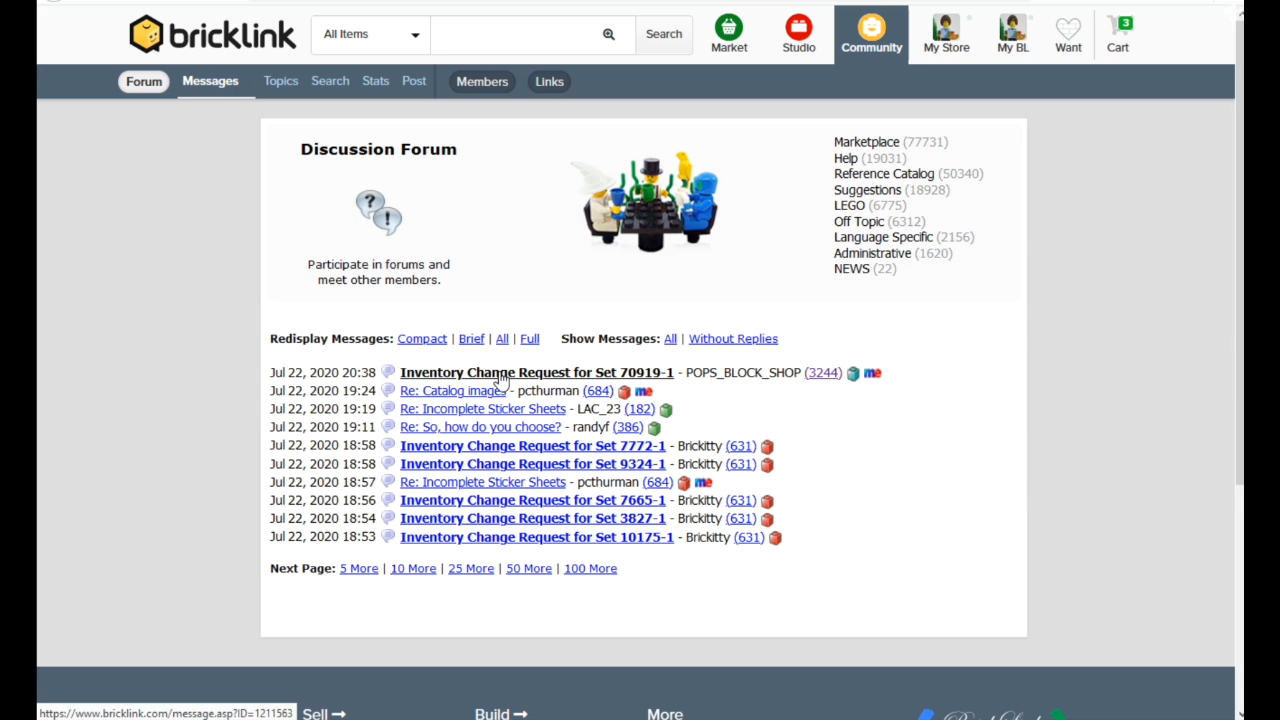 bricklink
All Items
Search
Market
Studio
Community
My Store
My BL
Want
3
Cart
Forum Messages Topics Search Stats Post Members Links
Discussion Forum
Participate in forums and
meet other members.
Marketplace (77731)
Help (19031)
Reference Catalog (50340)
Suggestions (18928)
LEGO (6775)
Off Topic (6312)
Language Specific (2156)
Administrative (1620)
NEWS (22)
Redisplay Messages: Compact | Brief | All | Full Show Messages: All | Without Replies
Jul 22, 2020 20:38 Inventory Change Request for Set 70919-1 - POPS_BLOCK_SHOP (3244) me
Jul 22, 2020 19:24 Re: Catalog images - pcthurman (684) me
Jul 22, 2020 19:19 Re: Incomplete Sticker Sheets - LAC_23 (182)
Jul 22, 2020 19:11 Re: So, how do you choose? - randyf (386)
Jul 22, 2020 18:58 Inventory Change Request for Set 7772-1 - Brickitty (631)
Jul 22, 2020 18:58 Inventory Change Request for Set 9324-1 - Brickitty (631)
Jul 22, 2020 18:57 Re: Incomplete Sticker Sheets - pcthurman (684) me
Jul 22, 2020 18:56 Inventory Change Request for Set 7665-1 - Brickitty (631)
Jul 22, 2020 18:54 Inventory Change Request for Set 3827-1 - Brickitty (631)
Jul 22, 2020 18:53 Inventory Change Request for Set 10175-1 - Brickitty (631)
Next Page: 5 More | 10 More | 25 More | 50 More | 100 More
https://www.bricklink.com/message.asp?ID=1211563
Sell →
Build →
More